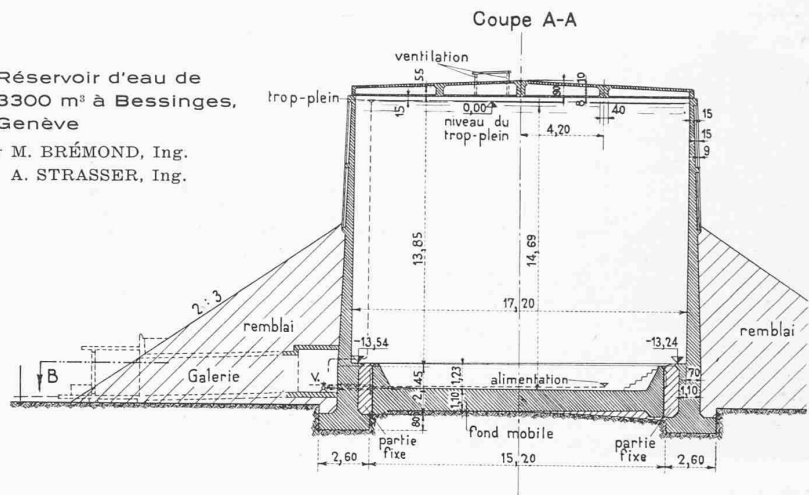 Coupe A-A
Réservoir d'eau de
3300 m³ à Bessinges,
Genève
M. BRÉMOND, Ing.
A. STRASSER, Ing.
ventilation
trop-plein
55
90
10
8
15
0,00
niveau du
trop-plein
40
4,20
15
15
9
13,85
14,69
2:3
17,20
remblai
remblai
-13,54
-13,24
B
Galerie
V.
2,45
1,23
alimentation
70
1,10
1,10
80
partie
fixe
fond mobile
partie
fixe
2,60
15,20
2,60